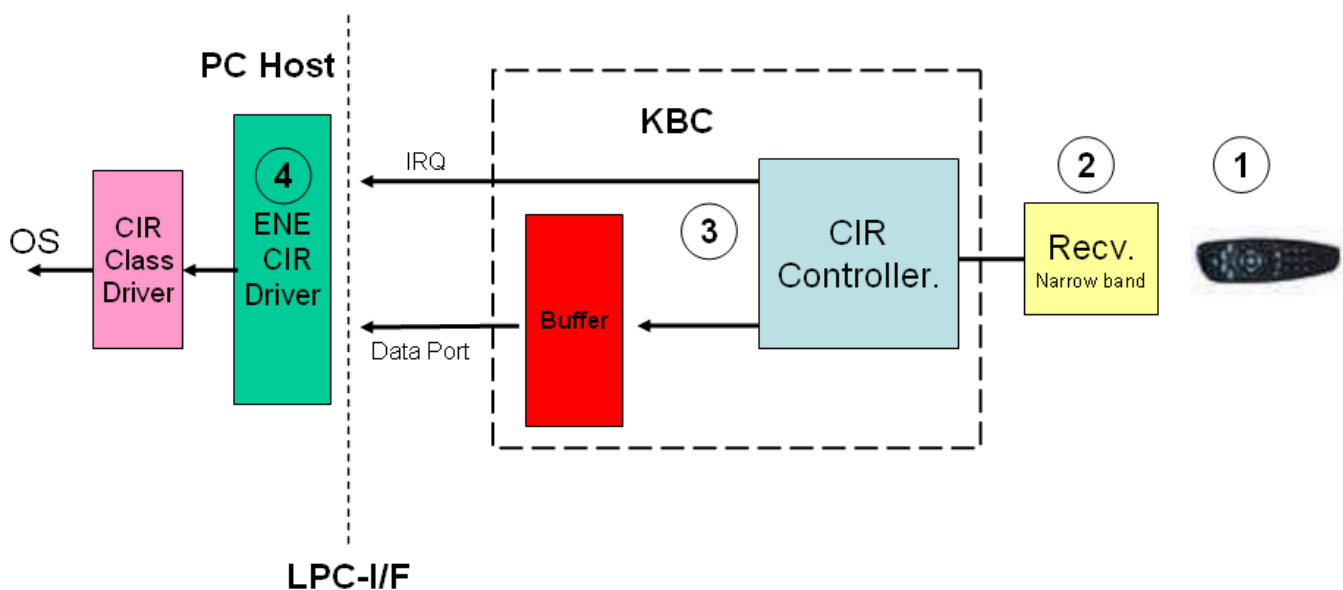 PC Host
KBC
IRQ
4
ENE
CIR
Driver
CIR
Class
Driver
OS
3
CIR
Controller.
2
Recv.
Narrow band
1
Buffer
Data Port
LPC-I/F